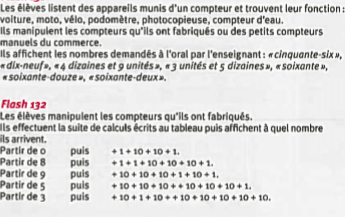 Les élèves listent des appareils munis d'un compteur et trouvent leur fonction :
voiture, moto, vélo, podomètre, photocopieuse, compteur d'eau.
Ils manipulent les compteurs qu'ils ont fabriqués ou des petits compteurs
manuels du commerce.
Ils affichent les nombres demandés à l'oral par l'enseignant : « cinquante-six »,
« dix-neuf », « 4 dizaines et 9 unités », « 3 unités et 5 dizaines », « soixante »,
« soixante-douze », « soixante-deux ».
Flash 132
Les élèves manipulent les compteurs qu'ils ont fabriqués.
Ils effectuent la suite de calculs écrits au tableau puis affichent à quel nombre
ils arrivent.
Partir de 0 puis + 1 + 10 + 10 + 1.
Partir de 8 puis + 1 + 1 + 10 + 10 + 10 + 1.
Partir de 9 puis + 10 + 10 + 10 + 1 + 10 + 1.
Partir de 5 puis + 10 + 10 + 10 + + 10 + 10 + 10 + 1.
Partir de 3 puis + 10 + 1 + 10 + + 10 + 10 + 10 + 10 + 10.